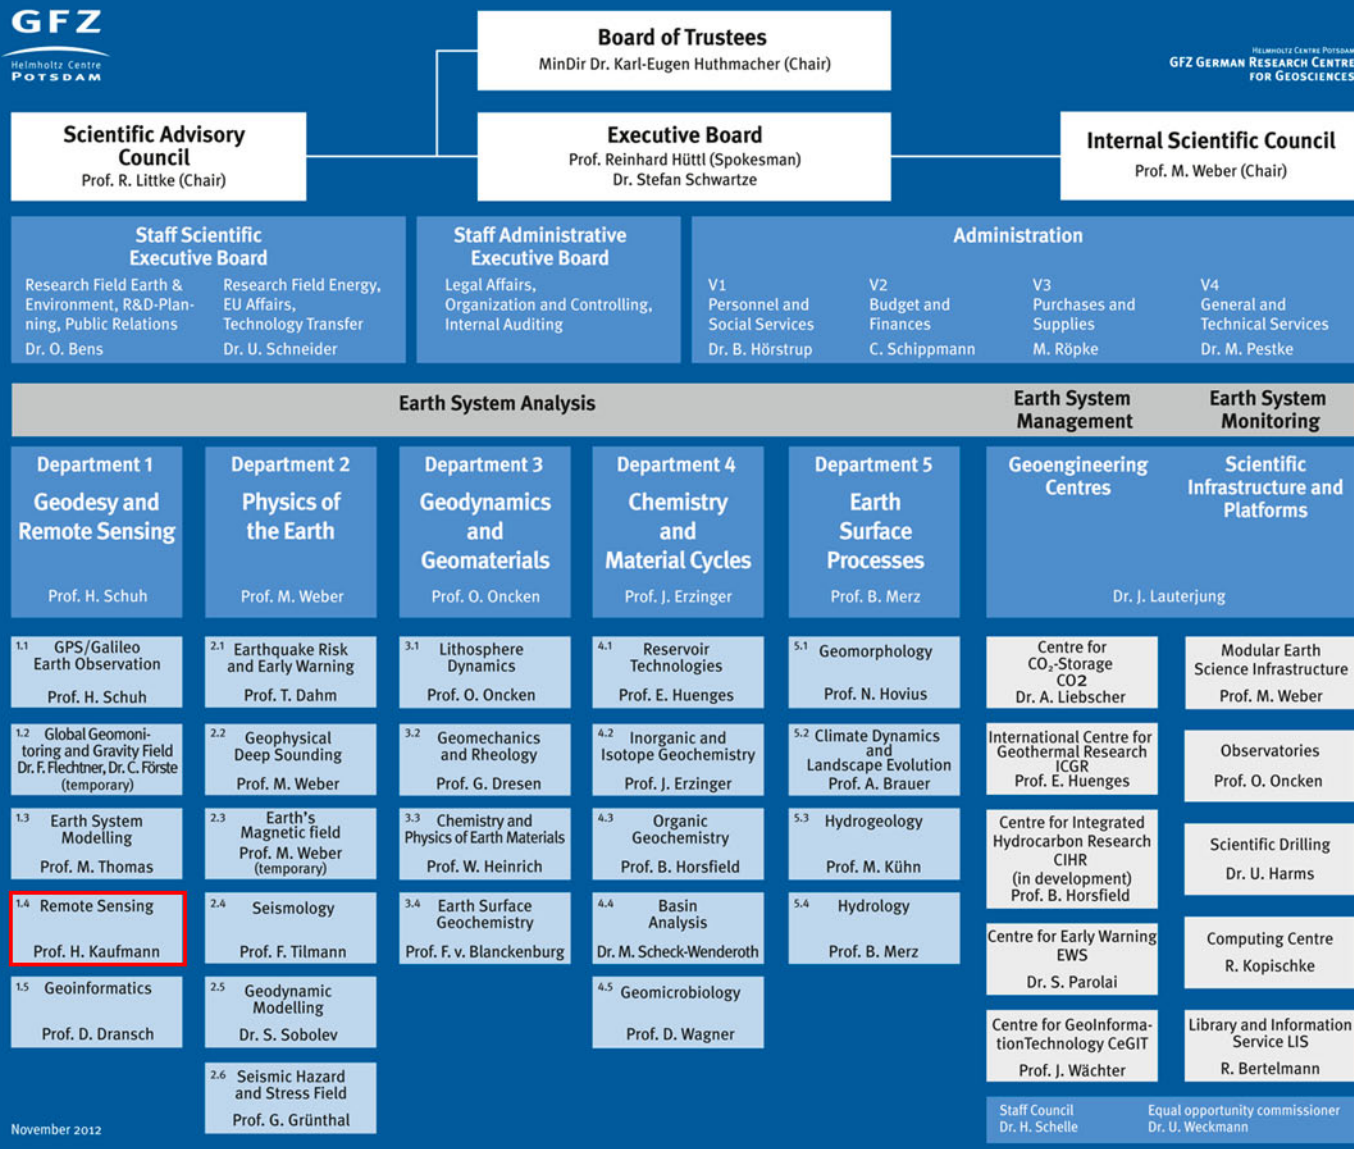 GFZ
Helmholtz Centre
POTSDAM
Board of Trustees
MinDir Dr. Karl-Eugen Huthmacher (Chair)
HELMHOLTZ CENTRE POTSDAM
GFZ GERMAN RESEARCH CENTRE
FOR GEOSCIENCES
Scientific Advisory
Council
Prof. R. Littke (Chair)
Executive Board
Prof. Reinhard Hüttl (Spokesman)
Dr. Stefan Schwartze
Internal Scientific Council
Prof. M. Weber (Chair)
Staff Scientific
Executive Board
Research Field Earth &
Environment, R&D-Plan-
ning, Public Relations
Dr. O. Bens
Research Field Energy,
EU Affairs,
Technology Transfer
Dr. U. Schneider
Staff Administrative
Executive Board
Legal Affairs,
Organization and Controlling,
Internal Auditing
Administration
V1
Personnel and
Social Services
Dr. B. Hörstrup
V2
Budget and
Finances
C. Schippmann
V3
Purchases and
Supplies
M. Röpke
V4
General and
Technical Services
Dr. M. Pestke
Earth System Analysis
Earth System
Management
Earth System
Monitoring
Department 1
Geodesy and
Remote Sensing
Prof. H. Schuh
Department 2
Physics of
the Earth
Prof. M. Weber
Department 3
Geodynamics
and
Geomaterials
Prof. O. Oncken
Department 4
Chemistry
and
Material Cycles
Prof. J. Erzinger
Department 5
Earth
Surface
Processes
Prof. B. Merz
Geoengineering
Centres
Scientific
Infrastructure and
Platforms
Dr. J. Lauterjung
1.1 GPS/Galileo
Earth Observation
Prof. H. Schuh
1.2 Global Geomoni-
toring and Gravity Field
Dr. F. Flechtner, Dr. C. Förste
(temporary)
1.3 Earth System
Modelling
Prof. M. Thomas
1.4 Remote Sensing
Prof. H. Kaufmann
1.5 Geoinformatics
Prof. D. Dransch
2.1 Earthquake Risk
and Early Warning
Prof. T. Dahm
2.2 Geophysical
Deep Sounding
Prof. M. Weber
2.3 Earth's
Magnetic field
Prof. M. Weber
(temporary)
2.4 Seismology
Prof. F. Tilmann
2.5 Geodynamic
Modelling
Dr. S. Sobolev
2.6 Seismic Hazard
and Stress Field
Prof. G. Grünthal
3.1 Lithosphere
Dynamics
Prof. O. Oncken
3.2 Geomechanics
and Rheology
Prof. G. Dresen
3.3 Chemistry and
Physics of Earth Materials
Prof. W. Heinrich
3.4 Earth Surface
Geochemistry
Prof. F. v. Blanckenburg
4.1 Reservoir
Technologies
Prof. E. Huenges
4.2 Inorganic and
Isotope Geochemistry
Prof. J. Erzinger
4.3 Organic
Geochemistry
Prof. B. Horsfield
4.4 Basin
Analysis
Dr. M. Scheck-Wenderoth
4.5 Geomicrobiology
Prof. D. Wagner
5.1 Geomorphology
Prof. N. Hovius
5.2 Climate Dynamics
and
Landscape Evolution
Prof. A. Brauer
5.3 Hydrogeology
Prof. M. Kühn
5.4 Hydrology
Prof. B. Merz
Centre for
CO₂-Storage
CO2
Dr. A. Liebscher
International Centre for
Geothermal Research
ICGR
Prof. E. Huenges
Centre for Integrated
Hydrocarbon Research
CIHR
(in development)
Prof. B. Horsfield
Centre for Early Warning
EWS
Dr. S. Parolai
Centre for GeoInforma-
tionTechnology CeGIT
Prof. J. Wächter
Modular Earth
Science Infrastructure
Prof. M. Weber
Observatories
Prof. O. Oncken
Scientific Drilling
Dr. U. Harms
Computing Centre
R. Kopischke
Library and Information
Service LIS
R. Bertelmann
Staff Council
Dr. H. Schelle
Equal opportunity commissioner
Dr. U. Weckmann
November 2012